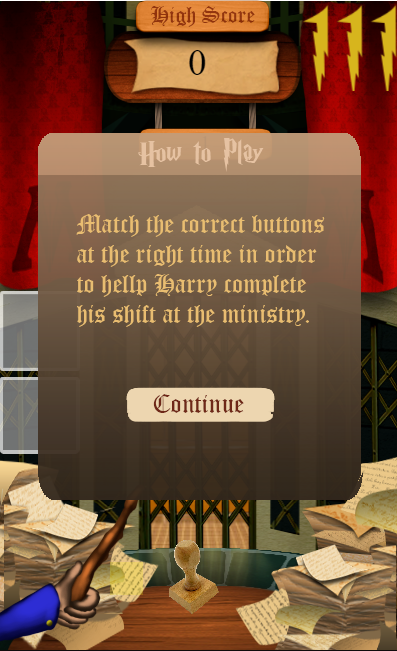 High Score
0
How to Play
Match the correct buttons
at the right time in order
to hellp Harry complete
his shift at the ministry.
Continue